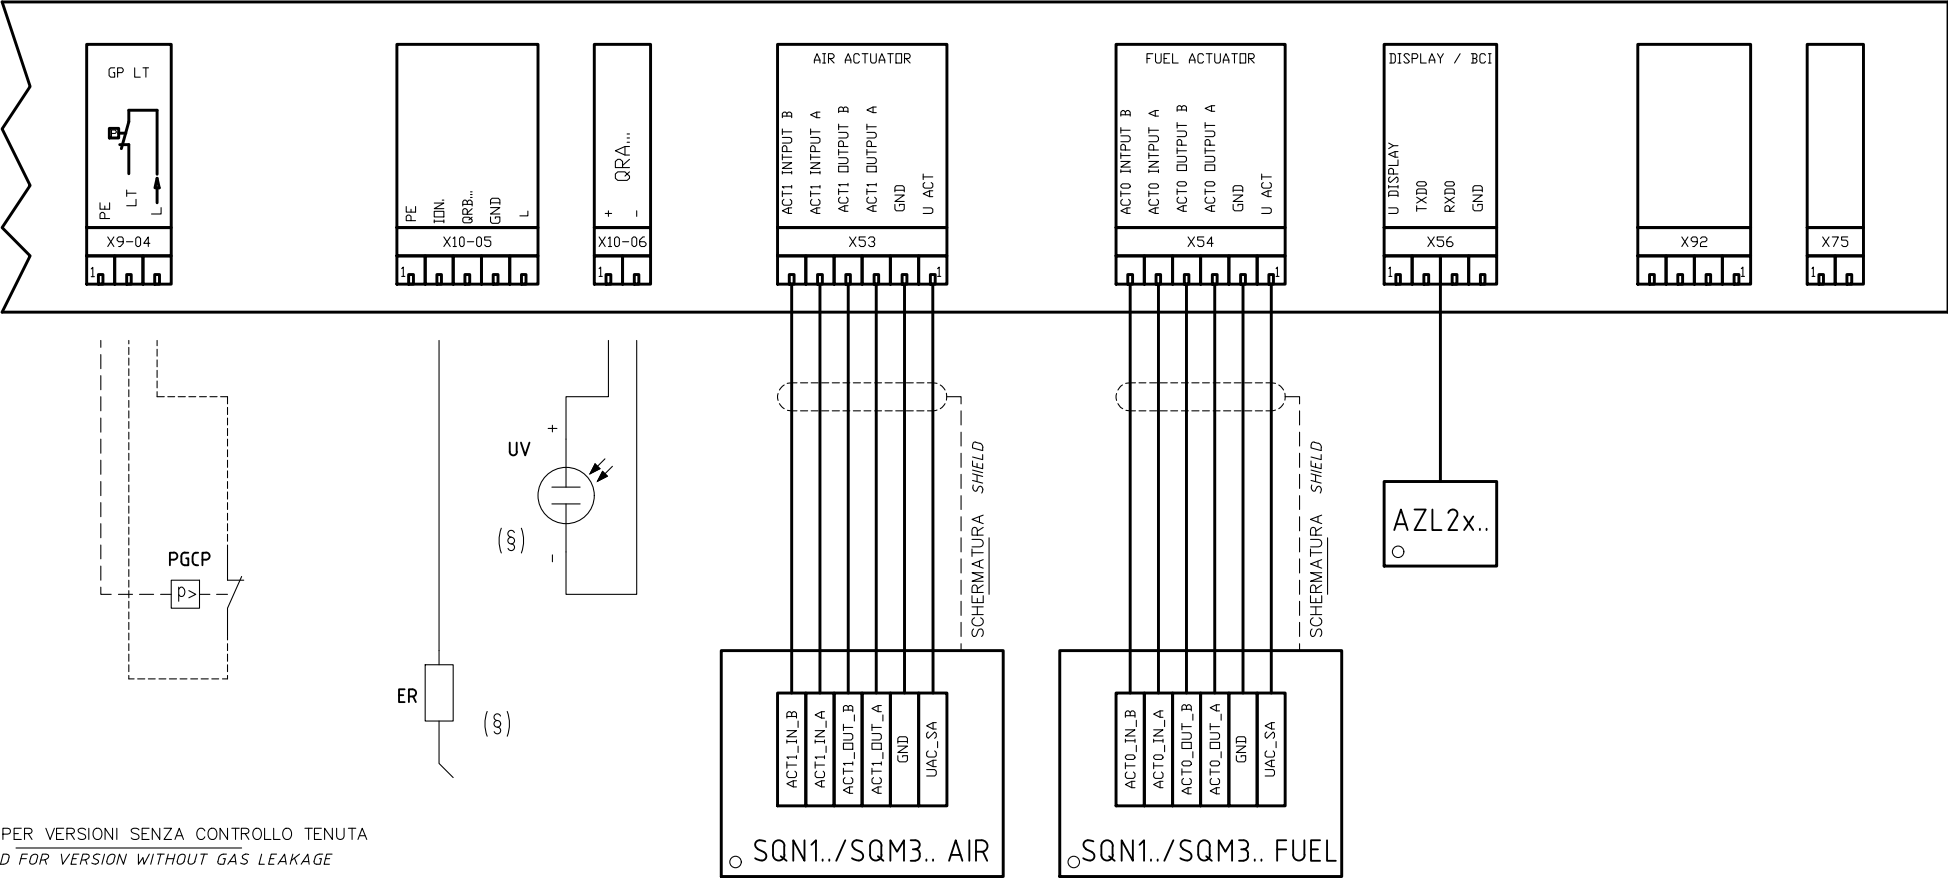 GP LT
PE
LT
L
X9-04
1
PE
ION.
QRB...
GND
L
X10-05
1
QRA...
+
-
X10-06
1
AIR ACTUATOR
ACT1 INTPUT B
ACT1 INTPUT A
ACT1 OUTPUT B
ACT1 OUTPUT A
GND
U ACT
X53
1
FUEL ACTUATOR
ACT0 INTPUT B
ACT0 INTPUT A
ACT0 OUTPUT B
ACT0 OUTPUT A
GND
U ACT
X54
1
DISPLAY / BCI
U DISPLAY
TXD0
RXD0
GND
X56
1
X92
1
X75
1
PGCP
p>
ER
(§)
UV
+
-
(§)
SCHERMATURA SHIELD
SCHERMATURA SHIELD
AZL2x..
ACT1_IN_B
ACT1_IN_A
ACT1_OUT_B
ACT1_OUT_A
GND
UAC_SA
SQN1../SQM3.. AIR
ACT0_IN_B
ACT0_IN_A
ACT0_OUT_B
ACT0_OUT_A
GND
UAC_SA
SQN1../SQM3.. FUEL
PER VERSIONI SENZA CONTROLLO TENUTA
D FOR VERSION WITHOUT GAS LEAKAGE